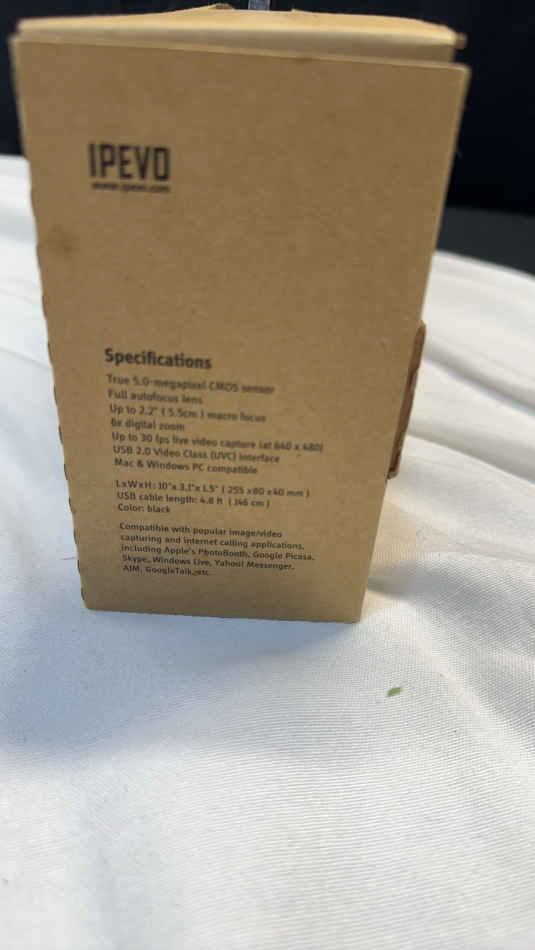 IPEVO
www.ipevo.com
Specifications
True 5.0-megapixel CMOS sensor
Full autofocus lens
Up to 2.2" ( 5.5cm ) macro focus
6x digital zoom
Up to 30 fps live video capture (at 640 x 480)
USB 2.0 Video Class (UVC) interface
Mac & Windows PC compatible
LxWxH: 10"x 3.1"x 1.5" ( 255 x80 x40 mm )
USB cable length: 4.8 ft ( 146 cm )
Color: black
Compatible with popular image/video
capturing and internet calling applications,
including Apple's PhotoBooth, Google Picasa,
Skype, Windows Live, Yahoo! Messenger,
AIM, GoogleTalk,etc.